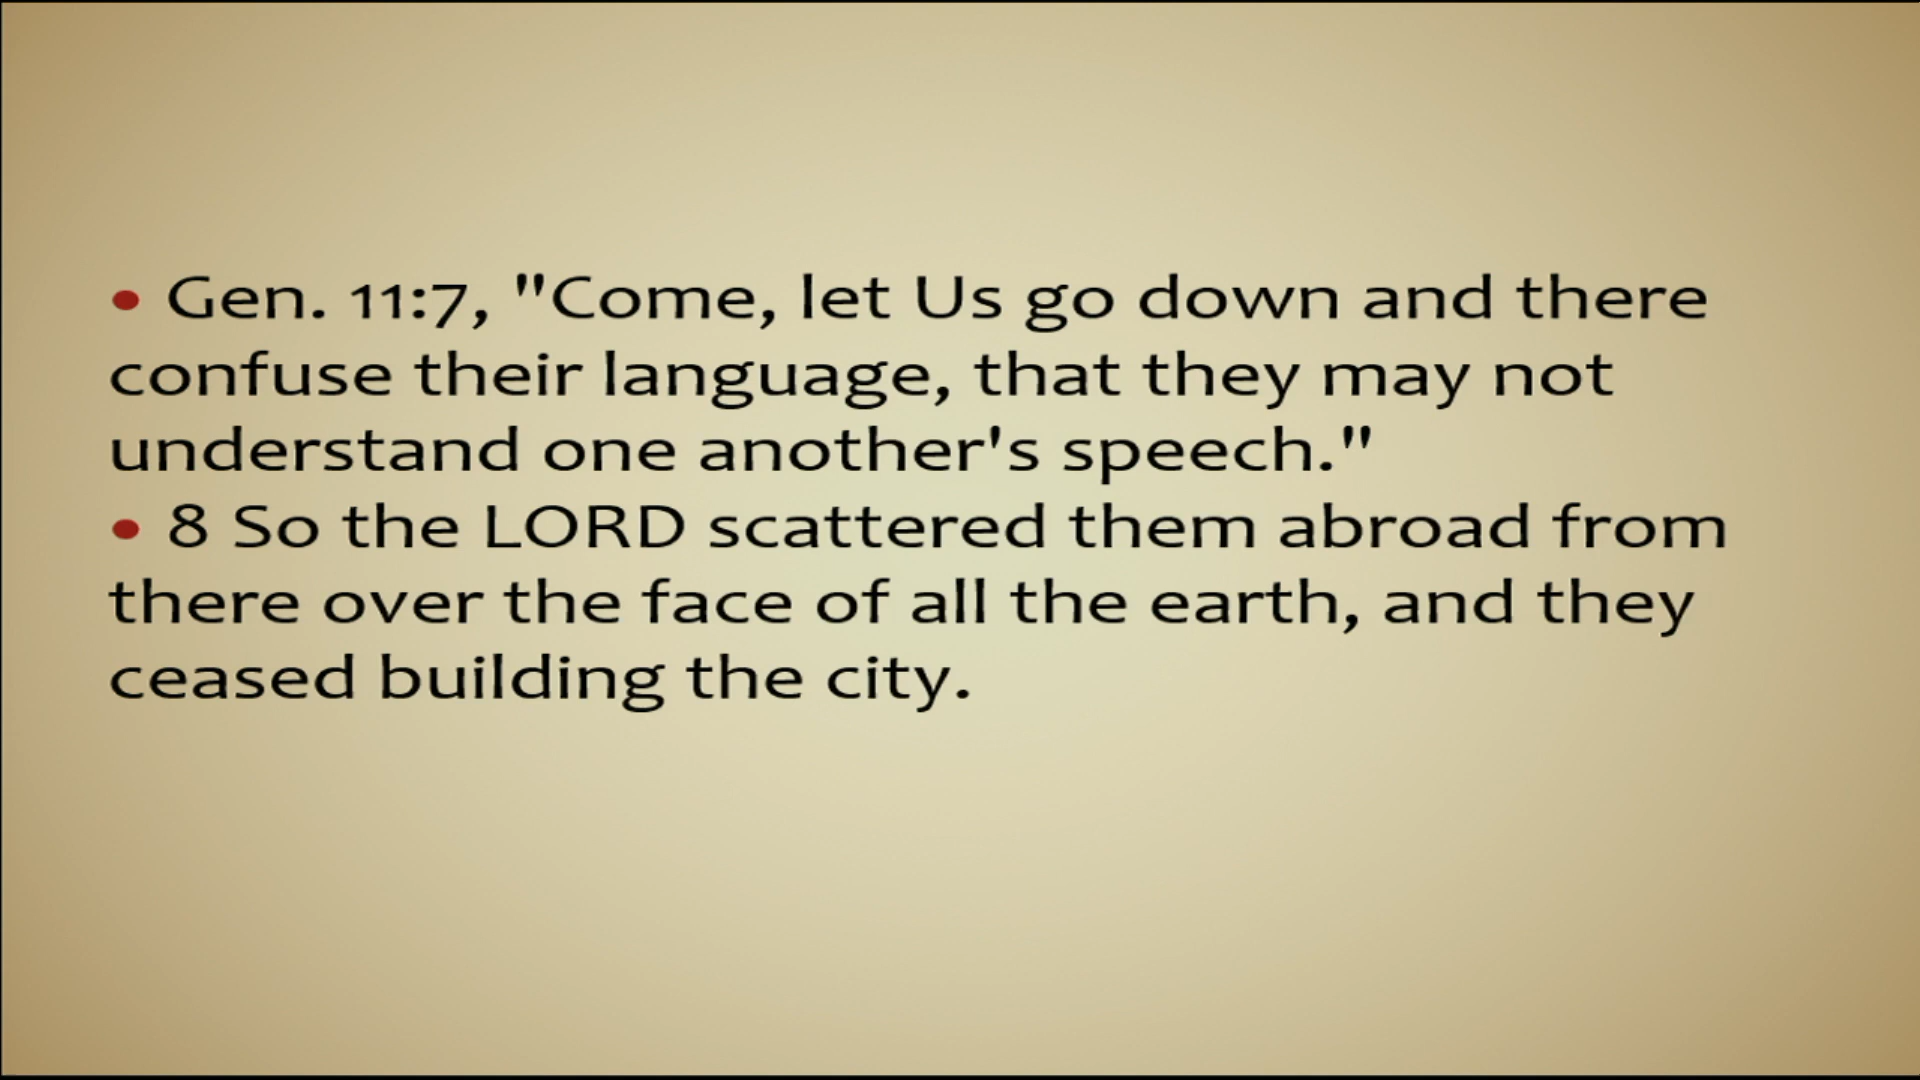 • Gen. 11:7, "Come, let Us go down and there
confuse their language, that they may not
understand one another's speech."
• 8 So the LORD scattered them abroad from
there over the face of all the earth, and they
ceased building the city.